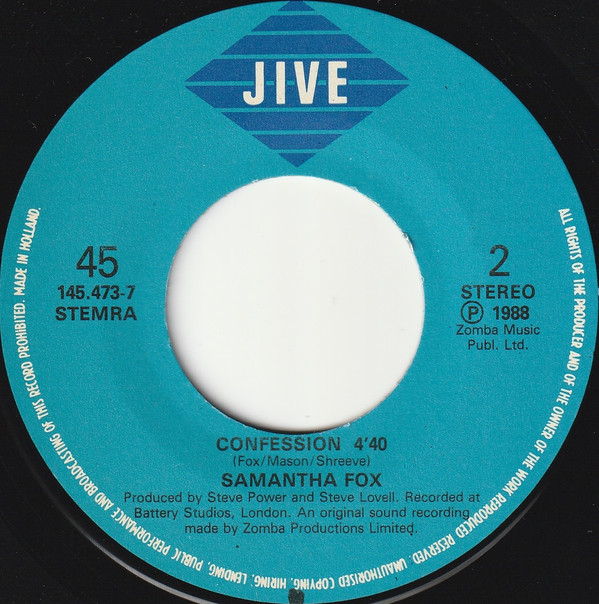 JIVE
45
145.473-7
STEMRA
2
STEREO
Ⓟ 1988
Zomba Music
Publ. Ltd.
CONFESSION 4'40
(Fox/Mason/Shreeve)
SAMANTHA FOX
Produced by Steve Power and Steve Lovell. Recorded at
Battery Studios, London. An original sound recording
made by Zomba Productions Limited.
ALL RIGHTS OF THE PRODUCER AND OF THE OWNER OF THE WORK REPRODUCED RESERVED. UNAUTHORISED COPYING, HIRING, LENDING, PUBLIC PERFORMANCE AND BROADCASTING OF THIS RECORD PROHIBITED. MADE IN HOLLAND.